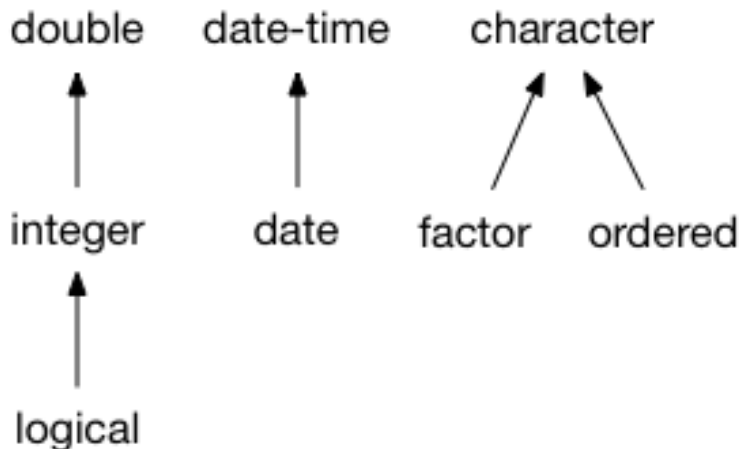 double date-time character
integer date factor ordered
logical